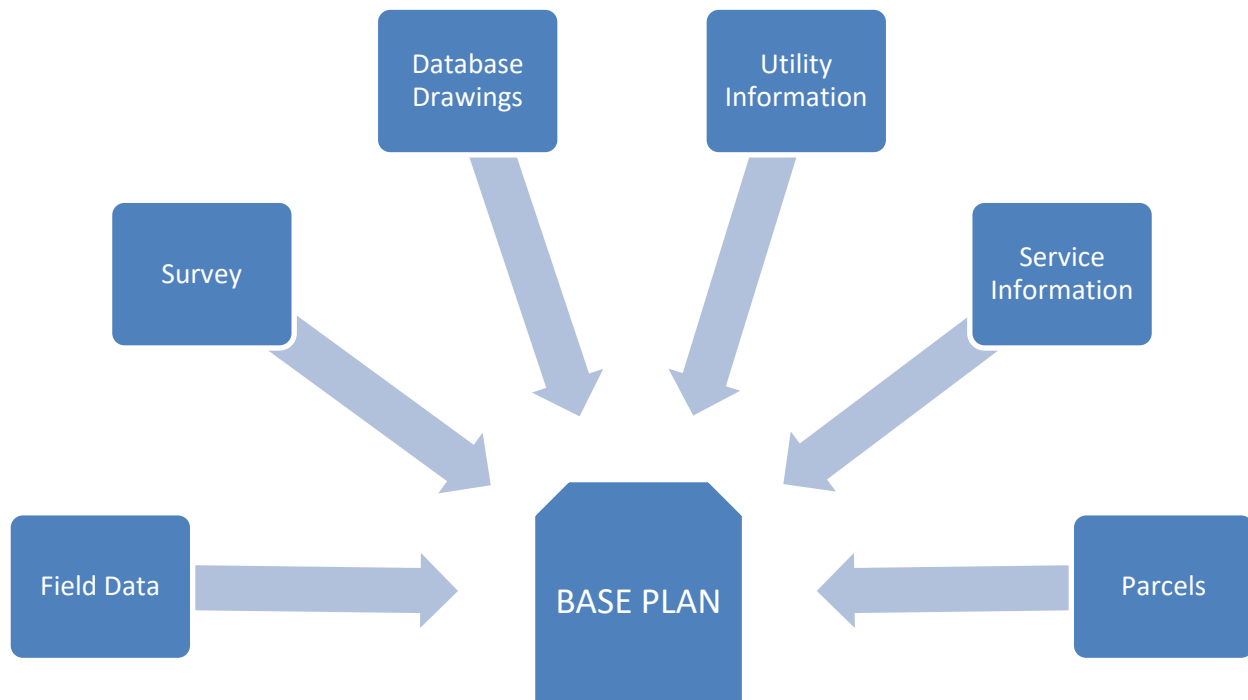 Database
Drawings
Utility
Information
Survey
Service
Information
Field Data
BASE PLAN
Parcels